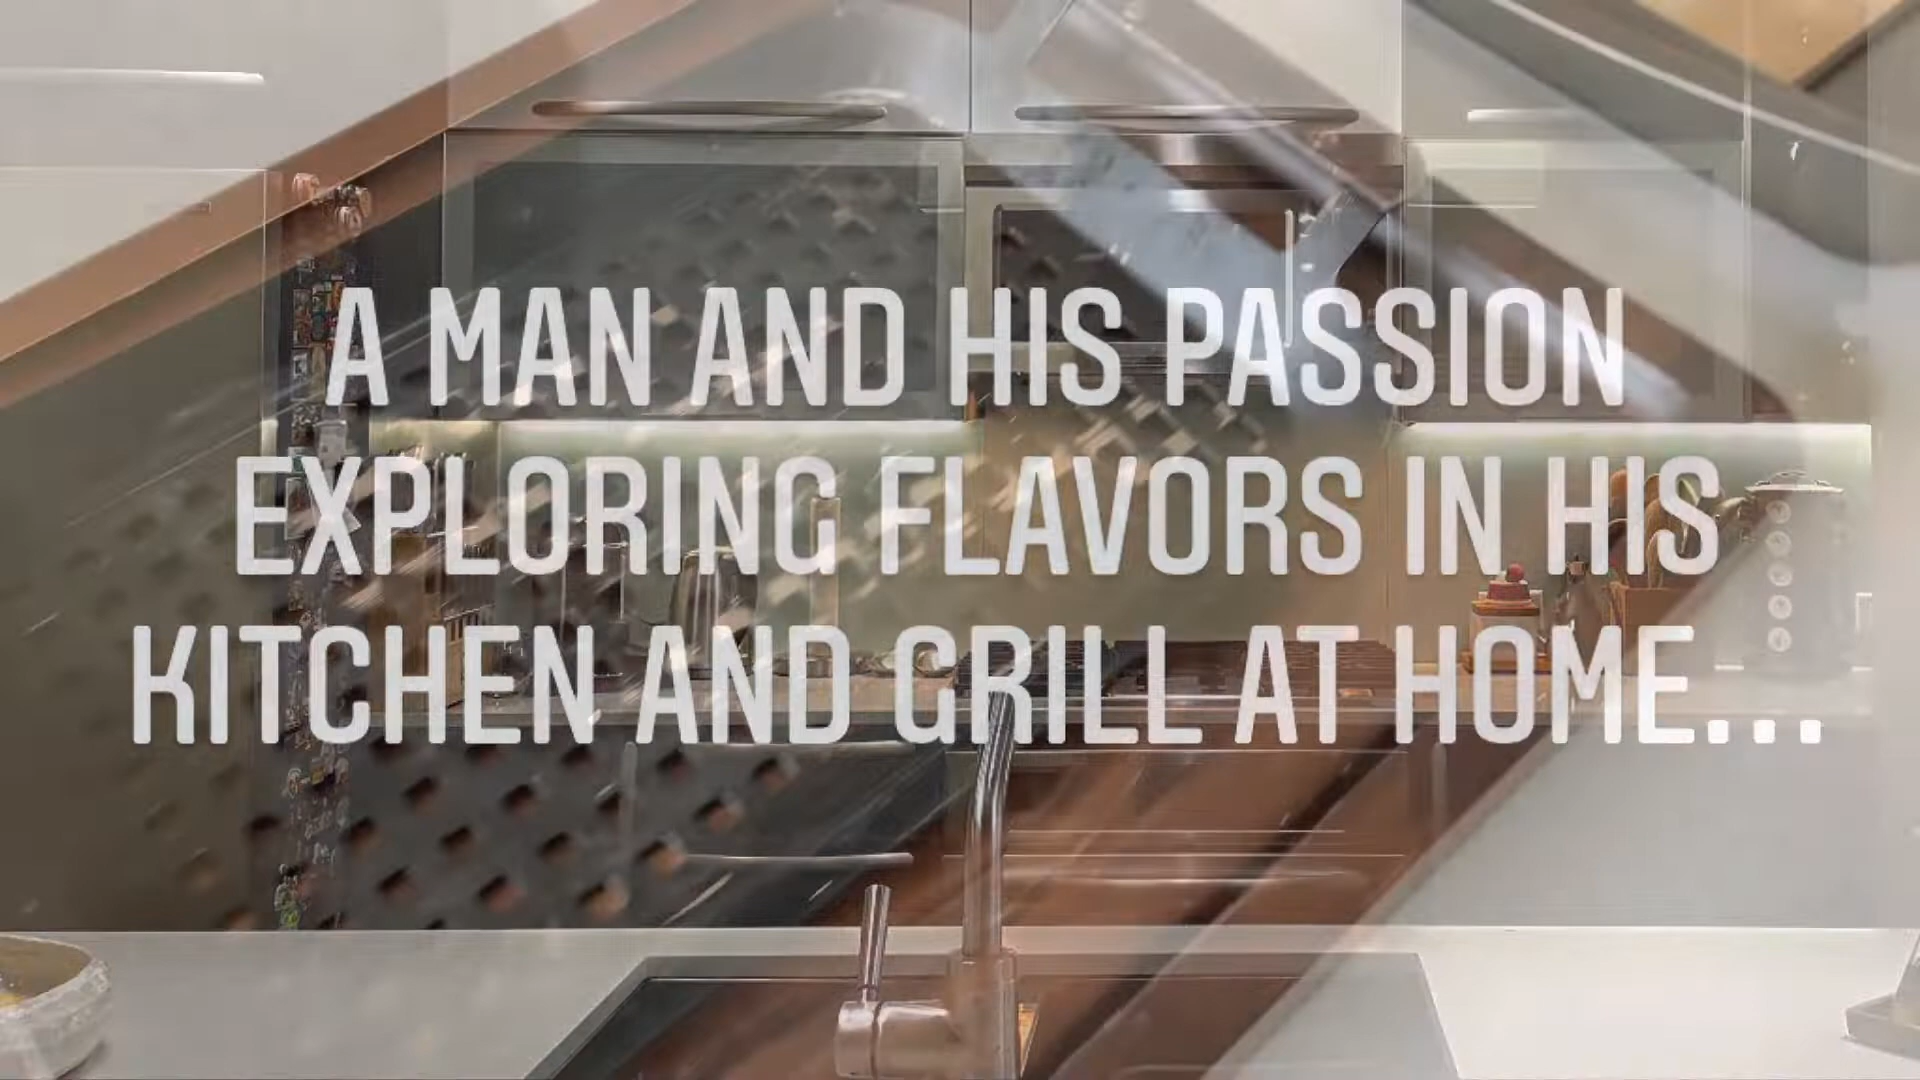 A MAN AND HIS PASSION
EXPLORING FLAVORS IN HIS
KITCHEN AND GRILL AT HOME...